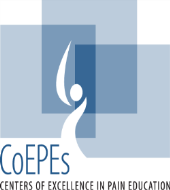 CoEPEs
CENTERS OF EXCELLENCE IN PAIN EDUCATION